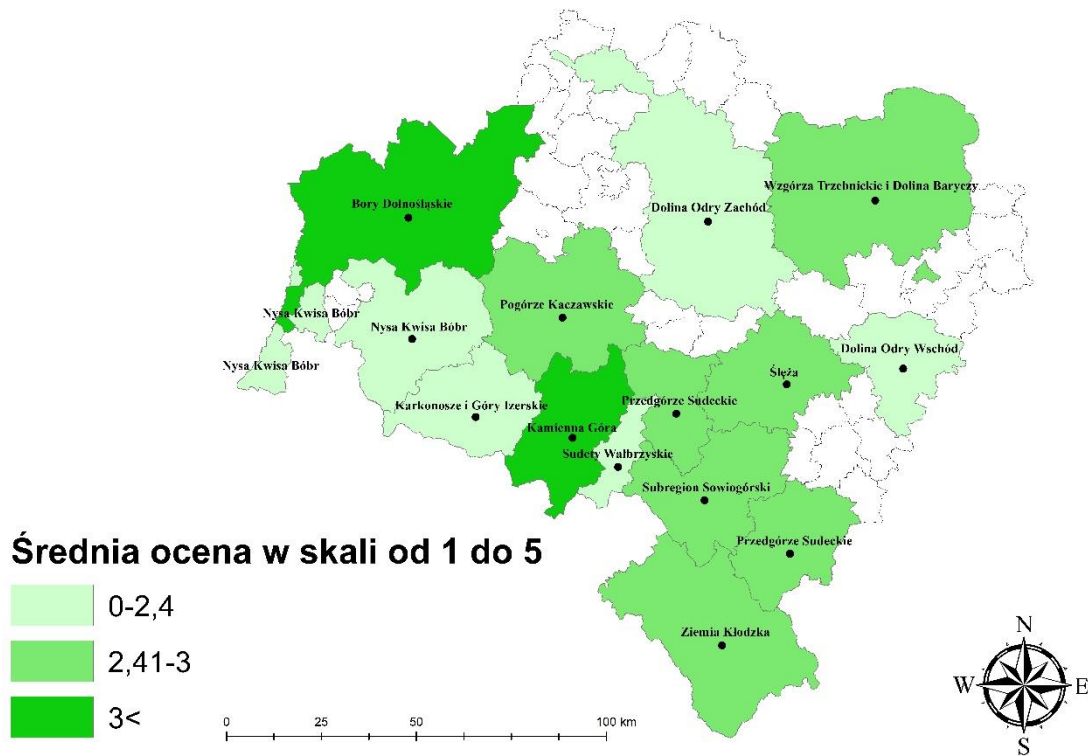 Wzgórza Trzebnickie i Dolina Baryczy
Bory Dolnośląskie
Dolina Odry Zachód
Pogórze Kaczawskie
Nysa Kwisa Bóbr
Nysa Kwisa Bóbr
Dolina Odry Wschód
Nysa Kwisa Bóbr
Ślęża
Karkonosze i Góry Izerskie
Przedgórze Sudeckie
Kamienna Góra
Sudety Wałbrzyskie
Subregion Sowiogórski
Przedgórze Sudeckie
Ziemia Kłodzka
Średnia ocena w skali od 1 do 5
0-2,4
2,41-3
3<
0 25 50 100 km
N
W E
S